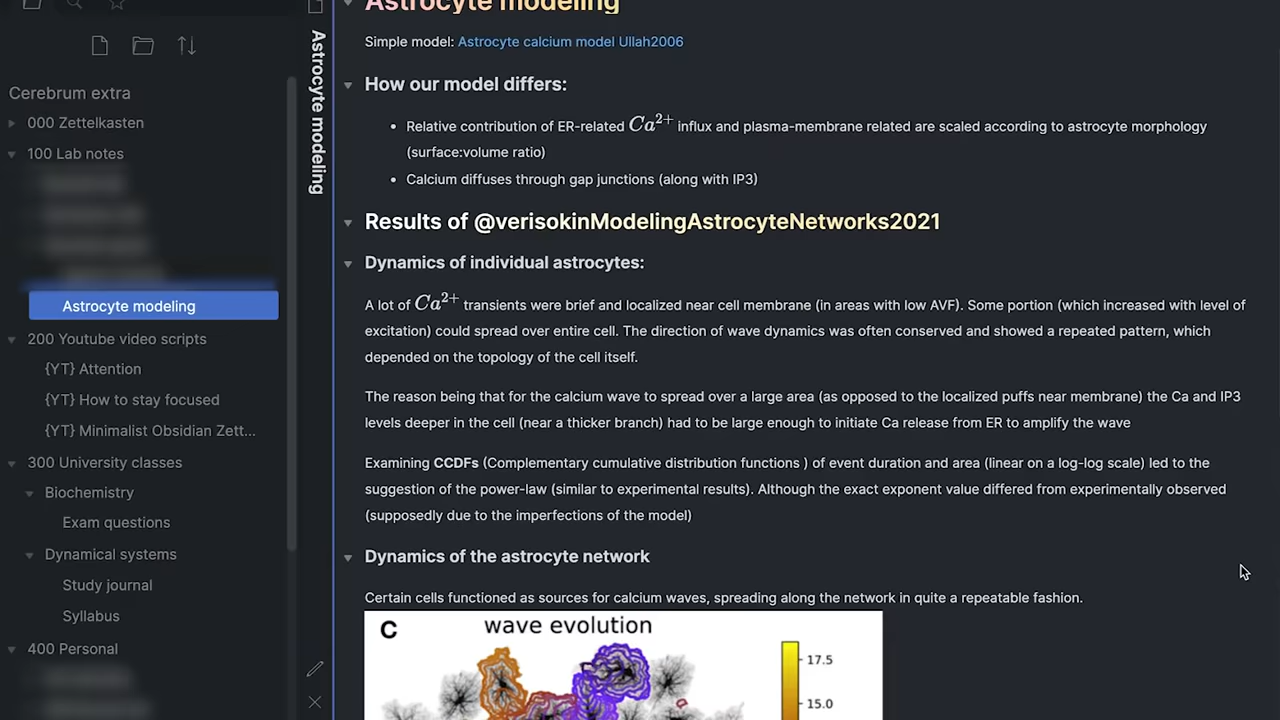 Cerebrum extra
000 Zettelkasten
100 Lab notes
Astrocyte modeling
200 Youtube video scripts
{YT} Attention
{YT} How to stay focused
{YT} Minimalist Obsidian Zett...
300 University classes
Biochemistry
Exam questions
Dynamical systems
Study journal
Syllabus
400 Personal
Astrocyte modeling
Astrocyte modeling
Simple model: Astrocyte calcium model Ullah2006
How our model differs:
• Relative contribution of ER-related Ca²⁺ influx and plasma-membrane related are scaled according to astrocyte morphology
(surface:volume ratio)
• Calcium diffuses through gap junctions (along with IP3)
Results of @verisokinModelingAstrocyteNetworks2021
Dynamics of individual astrocytes:
A lot of Ca²⁺ transients were brief and localized near cell membrane (in areas with low AVF). Some portion (which increased with level of
excitation) could spread over entire cell. The direction of wave dynamics was often conserved and showed a repeated pattern, which
depended on the topology of the cell itself.
The reason being that for the calcium wave to spread over a large area (as opposed to the localized puffs near membrane) the Ca and IP3
levels deeper in the cell (near a thicker branch) had to be large enough to initiate Ca release from ER to amplify the wave
Examining CCDFs (Complementary cumulative distribution functions ) of event duration and area (linear on a log-log scale) led to the
suggestion of the power-law (similar to experimental results). Although the exact exponent value differed from experimentally observed
(supposedly due to the imperfections of the model)
Dynamics of the astrocyte network
Certain cells functioned as sources for calcium waves, spreading along the network in quite a repeatable fashion.
C wave evolution
17.5
15.0